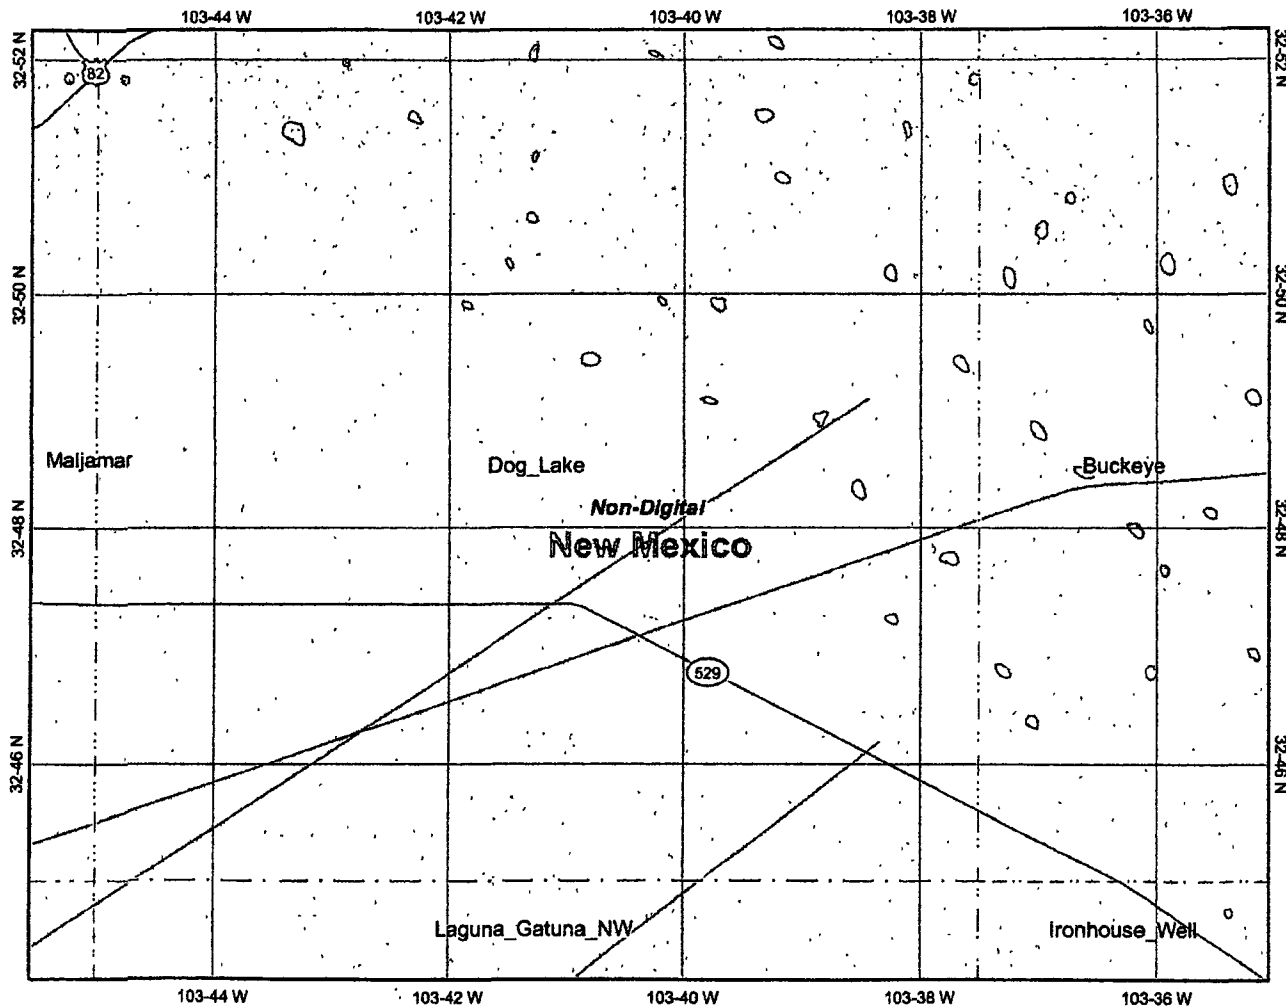 103-44 W 103-42 W 103-40 W 103-38 W 103-36 W
32-52 N 32-52 N
82
32-50 N 32-50 N
Maljamar Dog_Lake Buckeye
Non-Digital
32-48 N 32-48 N
New Mexico
529
32-46 N 32-46 N
Laguna_Gatuna_NW Ironhouse_Well
103-44 W 103-42 W 103-40 W 103-38 W 103-36 W